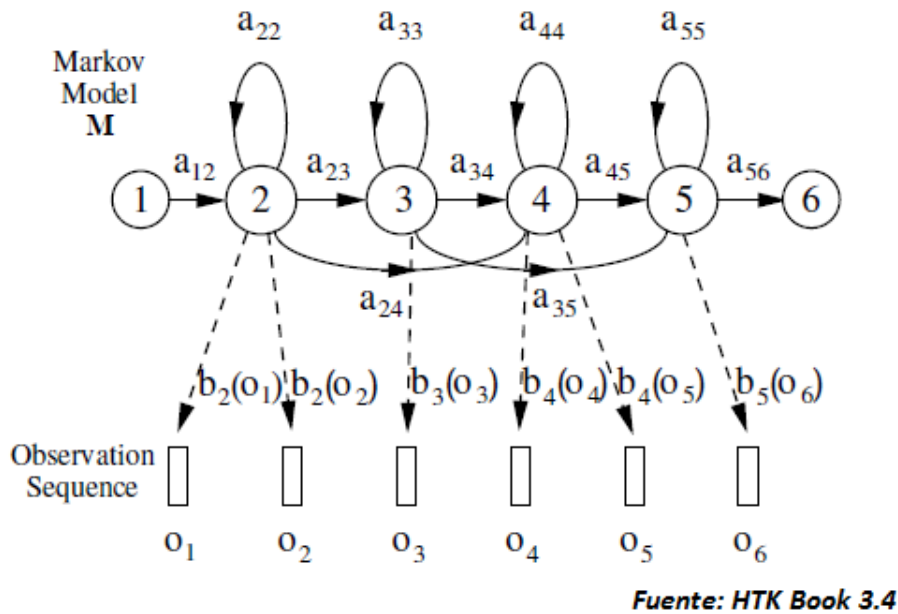 a₂₂ a₃₃ a₄₄ a₅₅
Markov
Model
M
a₁₂ a₂₃ a₃₄ a₄₅ a₅₆
1 2 3 4 5 6
a₂₄ a₃₅
b₂(o₁) b₂(o₂) b₃(o₃) b₄(o₄) b₄(o₅) b₅(o₆)
Observation
Sequence
o₁ o₂ o₃ o₄ o₅ o₆
Fuente: HTK Book 3.4